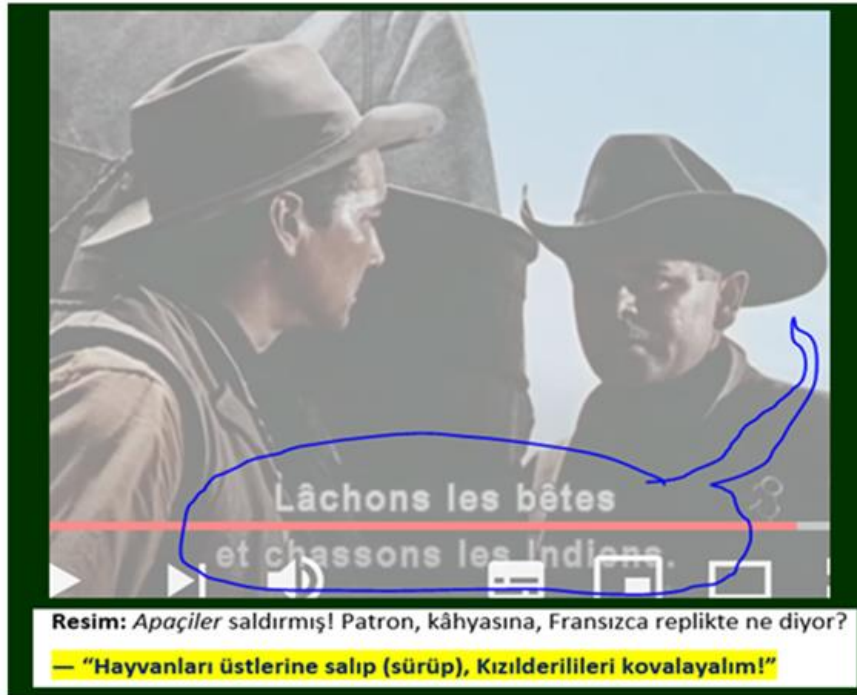 Lâchons les bêtes
et chassons les Indiens.
Resim: Apaçiler saldırmış! Patron, kâhyasına, Fransızca replikte ne diyor?
— “Hayvanları üstlerine salıp (sürüp), Kızılderilileri kovalayalım!”